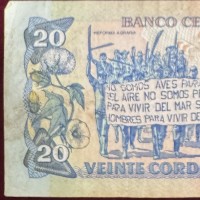 BANCO CE
20
REFORMA AGRARIA
NO SOMOS AVES PARA
EL AIRE NO SOMOS P
PARA VIVIR DEL MAR S
HOMBRES PARA VIVIR DE
20
VEINTE CORD